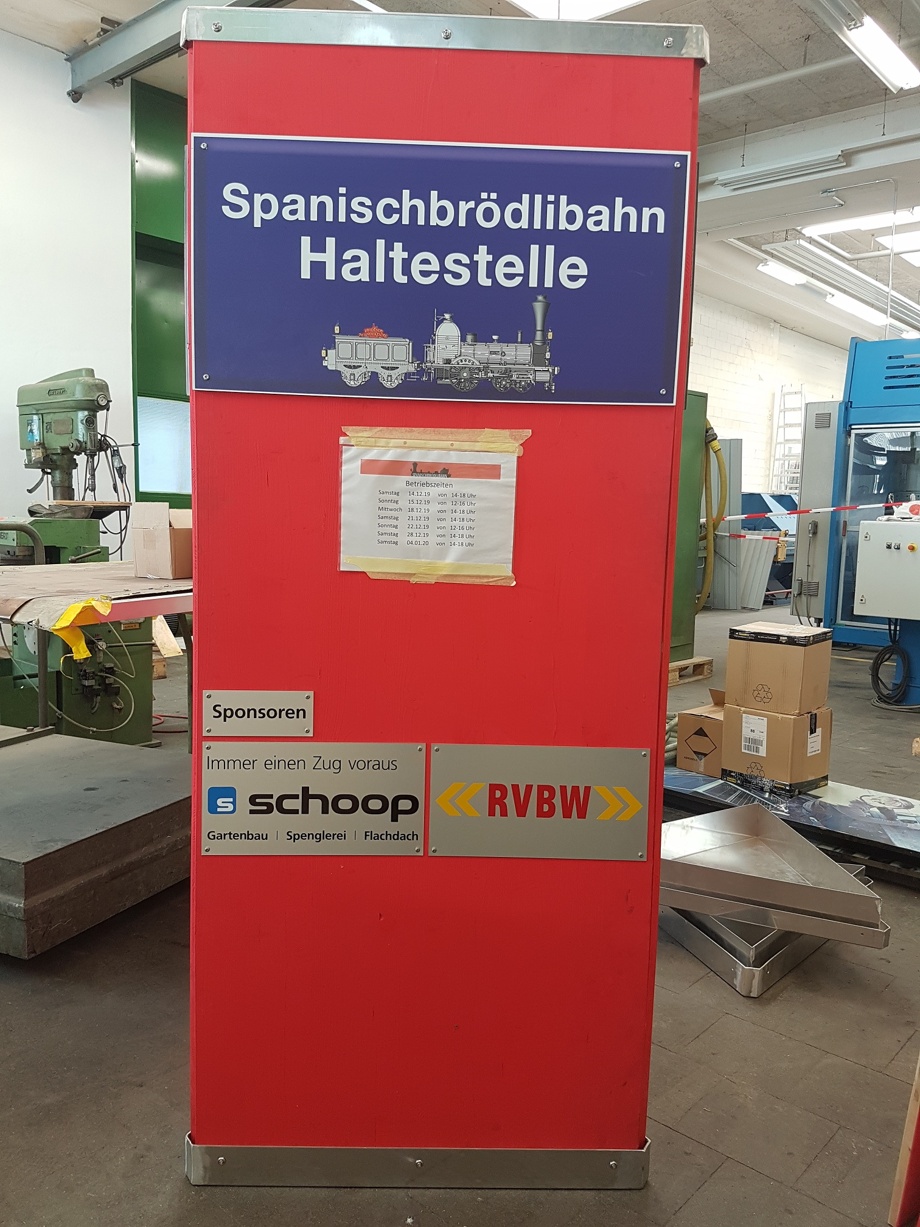 Spanischbrödlibahn
Haltestelle
Betriebszeiten
Samstag 14.12.19 von 14-18 Uhr
Sonntag 15.12.19 von 12-16 Uhr
Mittwoch 18.12.19 von 14-18 Uhr
Samstag 21.12.19 von 14-18 Uhr
Sonntag 22.12.19 von 12-16 Uhr
Samstag 28.12.19 von 14-18 Uhr
Samstag 04.01.20 von 14-18 Uhr
Sponsoren
Immer einen Zug voraus
s schoop
Gartenbau | Spenglerei | Flachdach
RVBW